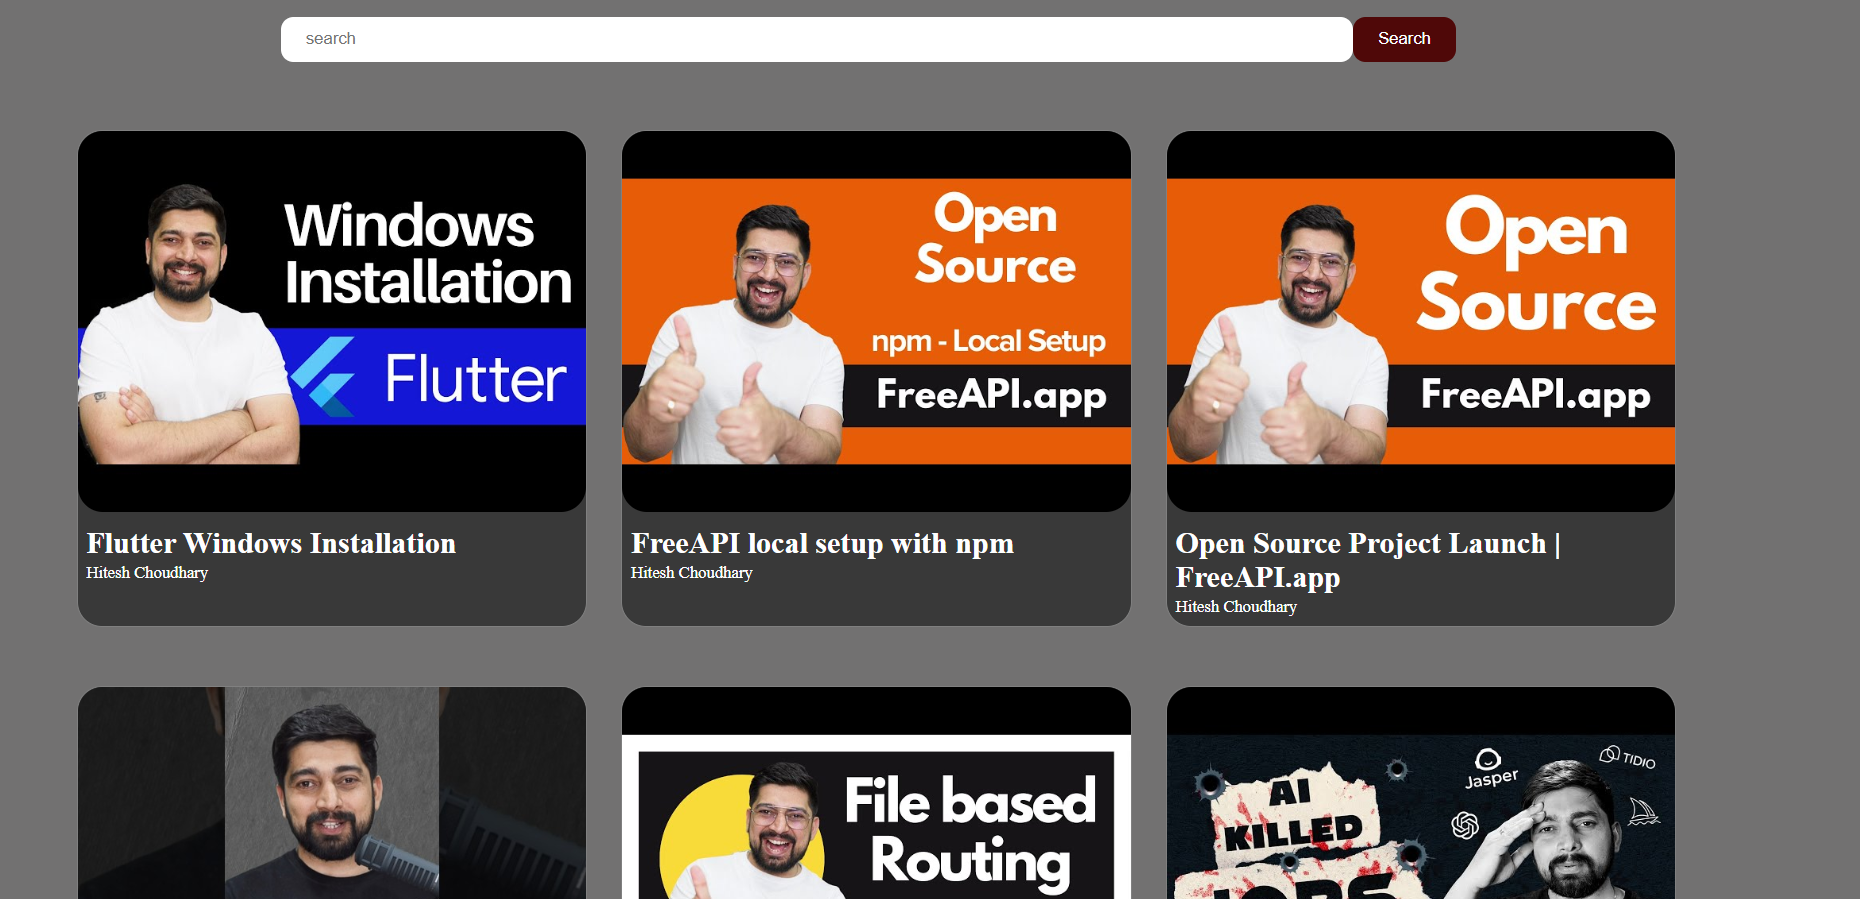 search
Search
Windows
Installation
Flutter
Open
Source
npm - Local Setup
FreeAPI.app
Open
Source
FreeAPI.app
Flutter Windows Installation
Hitesh Choudhary
FreeAPI local setup with npm
Hitesh Choudhary
Open Source Project Launch |
FreeAPI.app
Hitesh Choudhary
File based
Routing
AI
KILLED
JOBS
Jasper
TIDIO